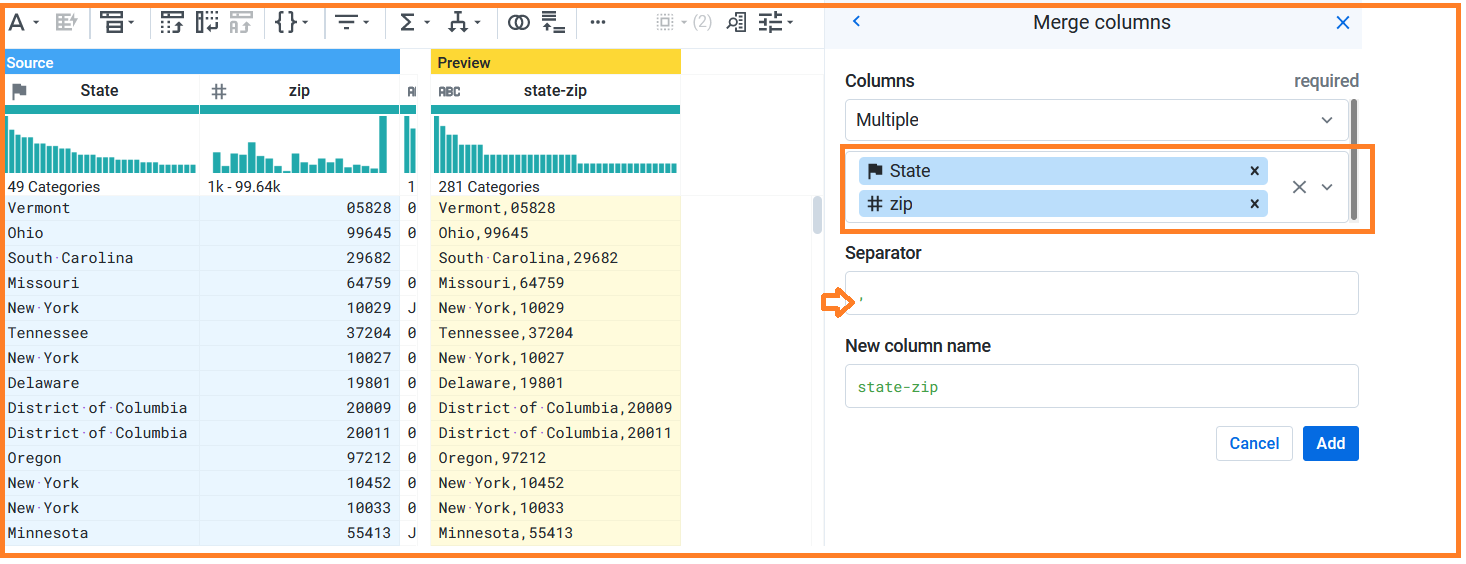 A
{}
Σ
(2)
Merge columns
Source
Preview
State
zip
ABC
state-zip
49 Categories
1k - 99.64k
1
281 Categories
Vermont 05828 0 Vermont,05828
Ohio 99645 0 Ohio,99645
South·Carolina 29682 South·Carolina,29682
Missouri 64759 0 Missouri,64759
New·York 10029 J New·York,10029
Tennessee 37204 0 Tennessee,37204
New·York 10027 0 New·York,10027
Delaware 19801 0 Delaware,19801
District·of·Columbia 20009 0 District·of·Columbia,20009
District·of·Columbia 20011 0 District·of·Columbia,20011
Oregon 97212 0 Oregon,97212
New·York 10452 0 New·York,10452
New·York 10033 0 New·York,10033
Minnesota 55413 J Minnesota,55413
Columns required
Multiple
State
# zip
Separator
,
New column name
state-zip
Cancel Add